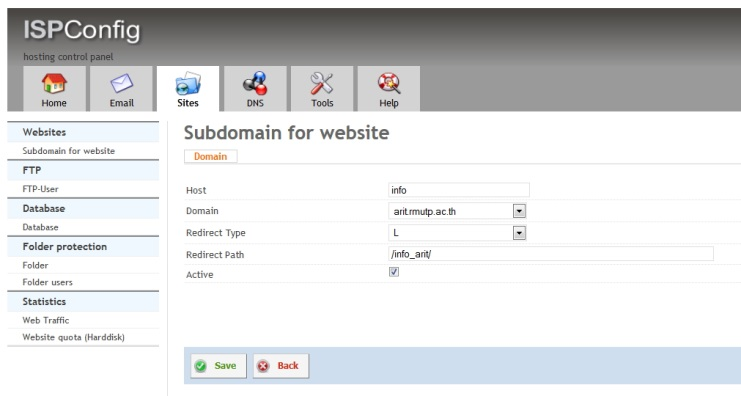 ISPConfig
hosting control panel
Home
Email
Sites
DNS
Tools
Help
Websites
Subdomain for website
FTP
FTP-User
Database
Database
Folder protection
Folder
Folder users
Statistics
Web Traffic
Website quota (Harddisk)
Subdomain for website
Domain
Host info
Domain arit.rmutp.ac.th
Redirect Type L
Redirect Path /info_arit/
Active
Save
Back